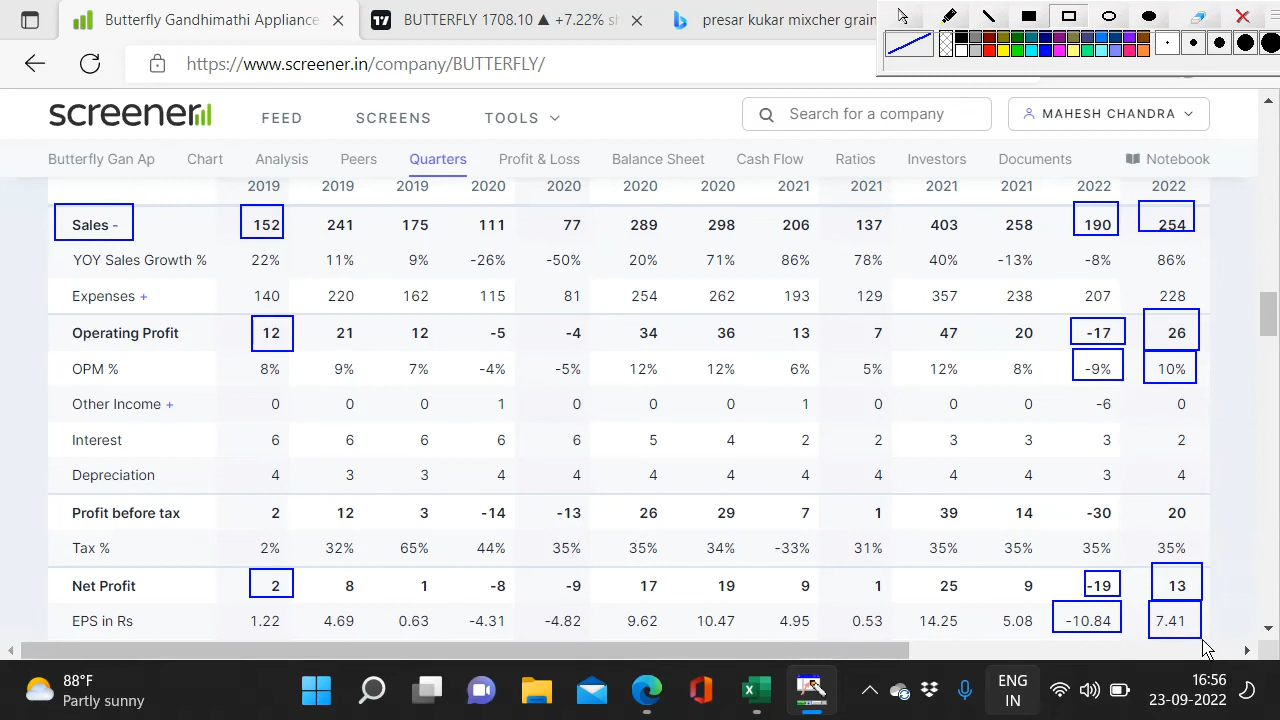 Butterfly Gandhimathi Appliance
BUTTERFLY 1708.10 ▲ +7.22% s
presar kukar mixcher grain
https://www.screener.in/company/BUTTERFLY/
screener
FEED SCREENS TOOLS
Search for a company
MAHESH CHANDRA
Butterfly Gan Ap Chart Analysis Peers Quarters Profit & Loss Balance Sheet Cash Flow Ratios Investors Documents Notebook
2019 2019 2019 2020 2020 2020 2020 2021 2021 2021 2021 2022 2022
Sales - 152 241 175 111 77 289 298 206 137 403 258 190 254
YOY Sales Growth % 22% 11% 9% -26% -50% 20% 71% 86% 78% 40% -13% -8% 86%
Expenses + 140 220 162 115 81 254 262 193 129 357 238 207 228
Operating Profit 12 21 12 -5 -4 34 36 13 7 47 20 -17 26
OPM % 8% 9% 7% -4% -5% 12% 12% 6% 5% 12% 8% -9% 10%
Other Income + 0 0 0 1 0 0 0 1 0 0 0 -6 0
Interest 6 6 6 6 6 5 4 2 2 3 3 3 2
Depreciation 4 3 3 4 4 4 4 4 4 4 4 3 4
Profit before tax 2 12 3 -14 -13 26 29 7 1 39 14 -30 20
Tax % 2% 32% 65% 44% 35% 35% 34% -33% 31% 35% 35% 35% 35%
Net Profit 2 8 1 -8 -9 17 19 9 1 25 9 -19 13
EPS in Rs 1.22 4.69 0.63 -4.31 -4.82 9.62 10.47 4.95 0.53 14.25 5.08 -10.84 7.41
88°F
Partly sunny
ENG
IN
16:56
23-09-2022